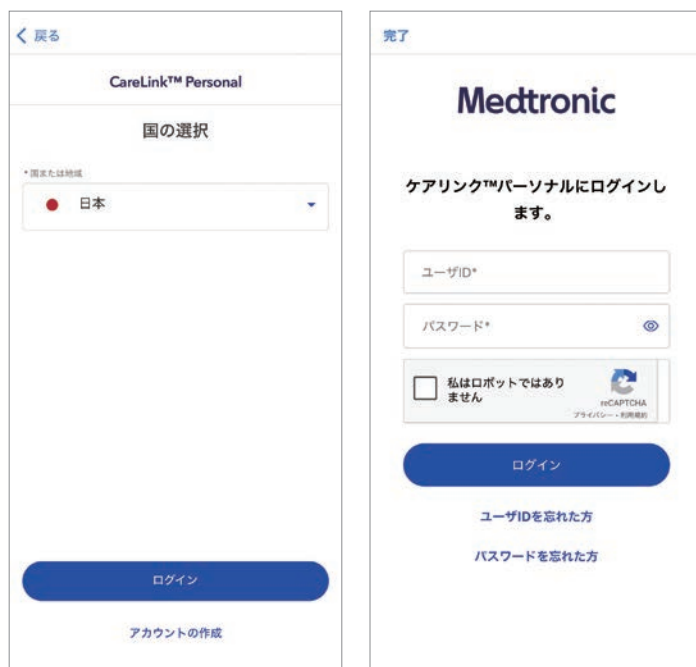 戻る
CareLink™ Personal
国の選択
*国または地域
日本
ログイン
アカウントの作成
完了
Medtronic
ケアリンク™パーソナルにログインし
ます。
ユーザID*
パスワード*
私はロボットではあり
ません
reCAPTCHA
プライバシー・利用規約
ログイン
ユーザIDを忘れた方
パスワードを忘れた方